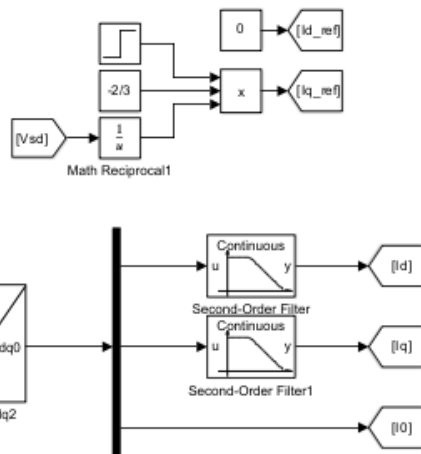 0
[Id_ref]
-2/3
x
[Iq_ref]
[Vsd]
1
u
Math Reciprocal1
Continuous
u
y
[Id]
Second-Order Filter
Continuous
dq0
u
y
[Iq]
Second-Order Filter1
lq2
[I0]